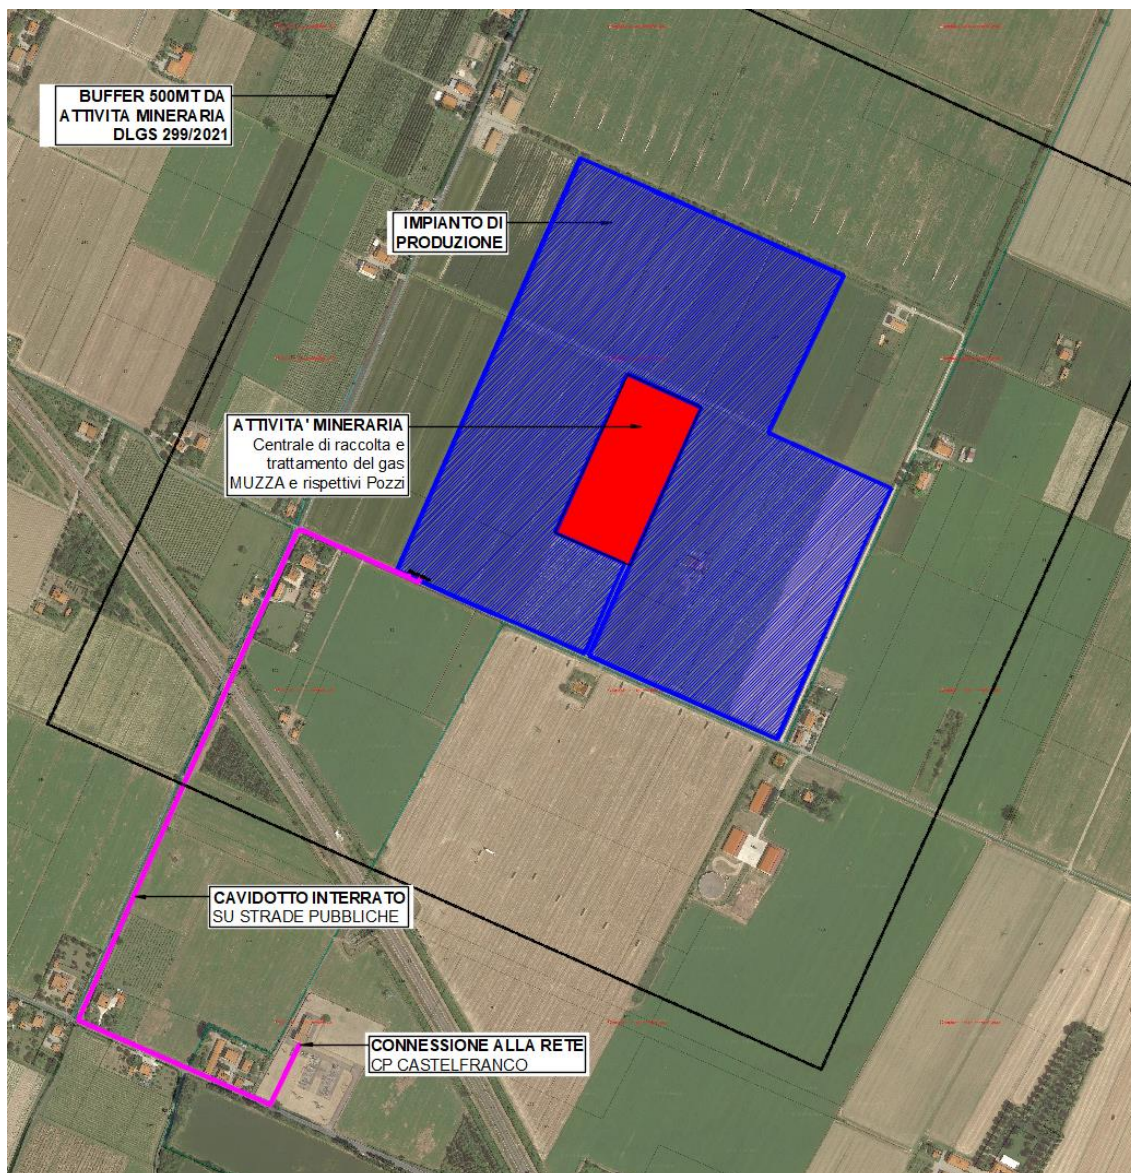 BUFFER 500MT DA
ATTIVITA MINERARIA
DLGS 299/2021
IMPIANTO DI
PRODUZIONE
ATTIVITA' MINERARIA
Centrale di raccolta e
trattamento del gas
MUZZA e rispettivi Pozzi
CAVIDOTTO INTERRATO
SU STRADE PUBBLICHE
CONNESSIONE ALLA RETE
CP CASTELFRANCO